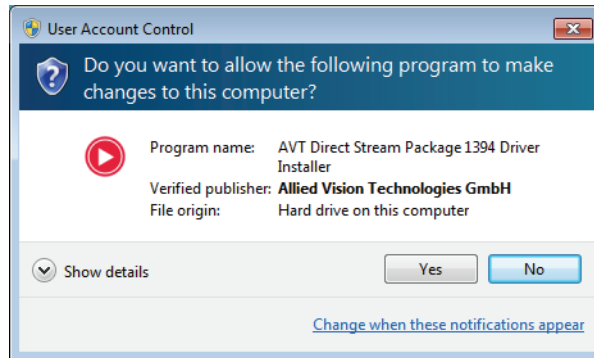 User Account Control
Do you want to allow the following program to make
changes to this computer?
Program name: AVT Direct Stream Package 1394 Driver
Installer
Verified publisher: Allied Vision Technologies GmbH
File origin: Hard drive on this computer
Show details
Yes
No
Change when these notifications appear